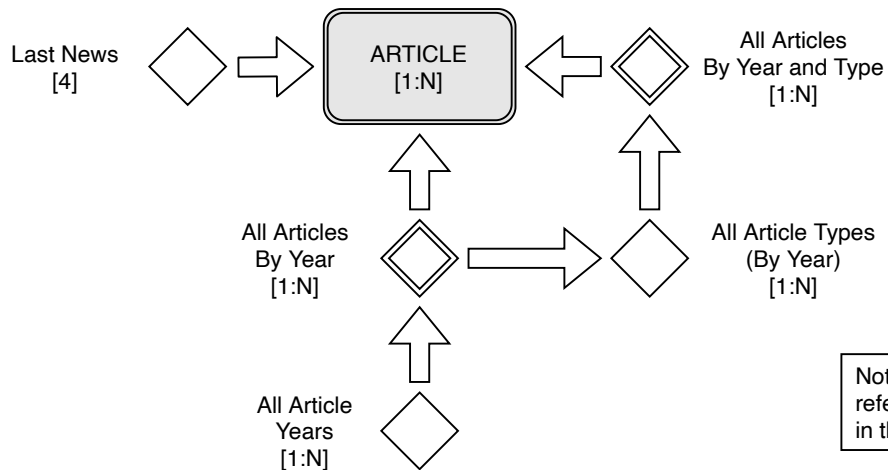 Last News
[4]
ARTICLE
[1:N]
All Articles
By Year and Type
[1:N]
All Articles
By Year
[1:N]
All Article Types
(By Year)
[1:N]
All Article
Years
[1:N]